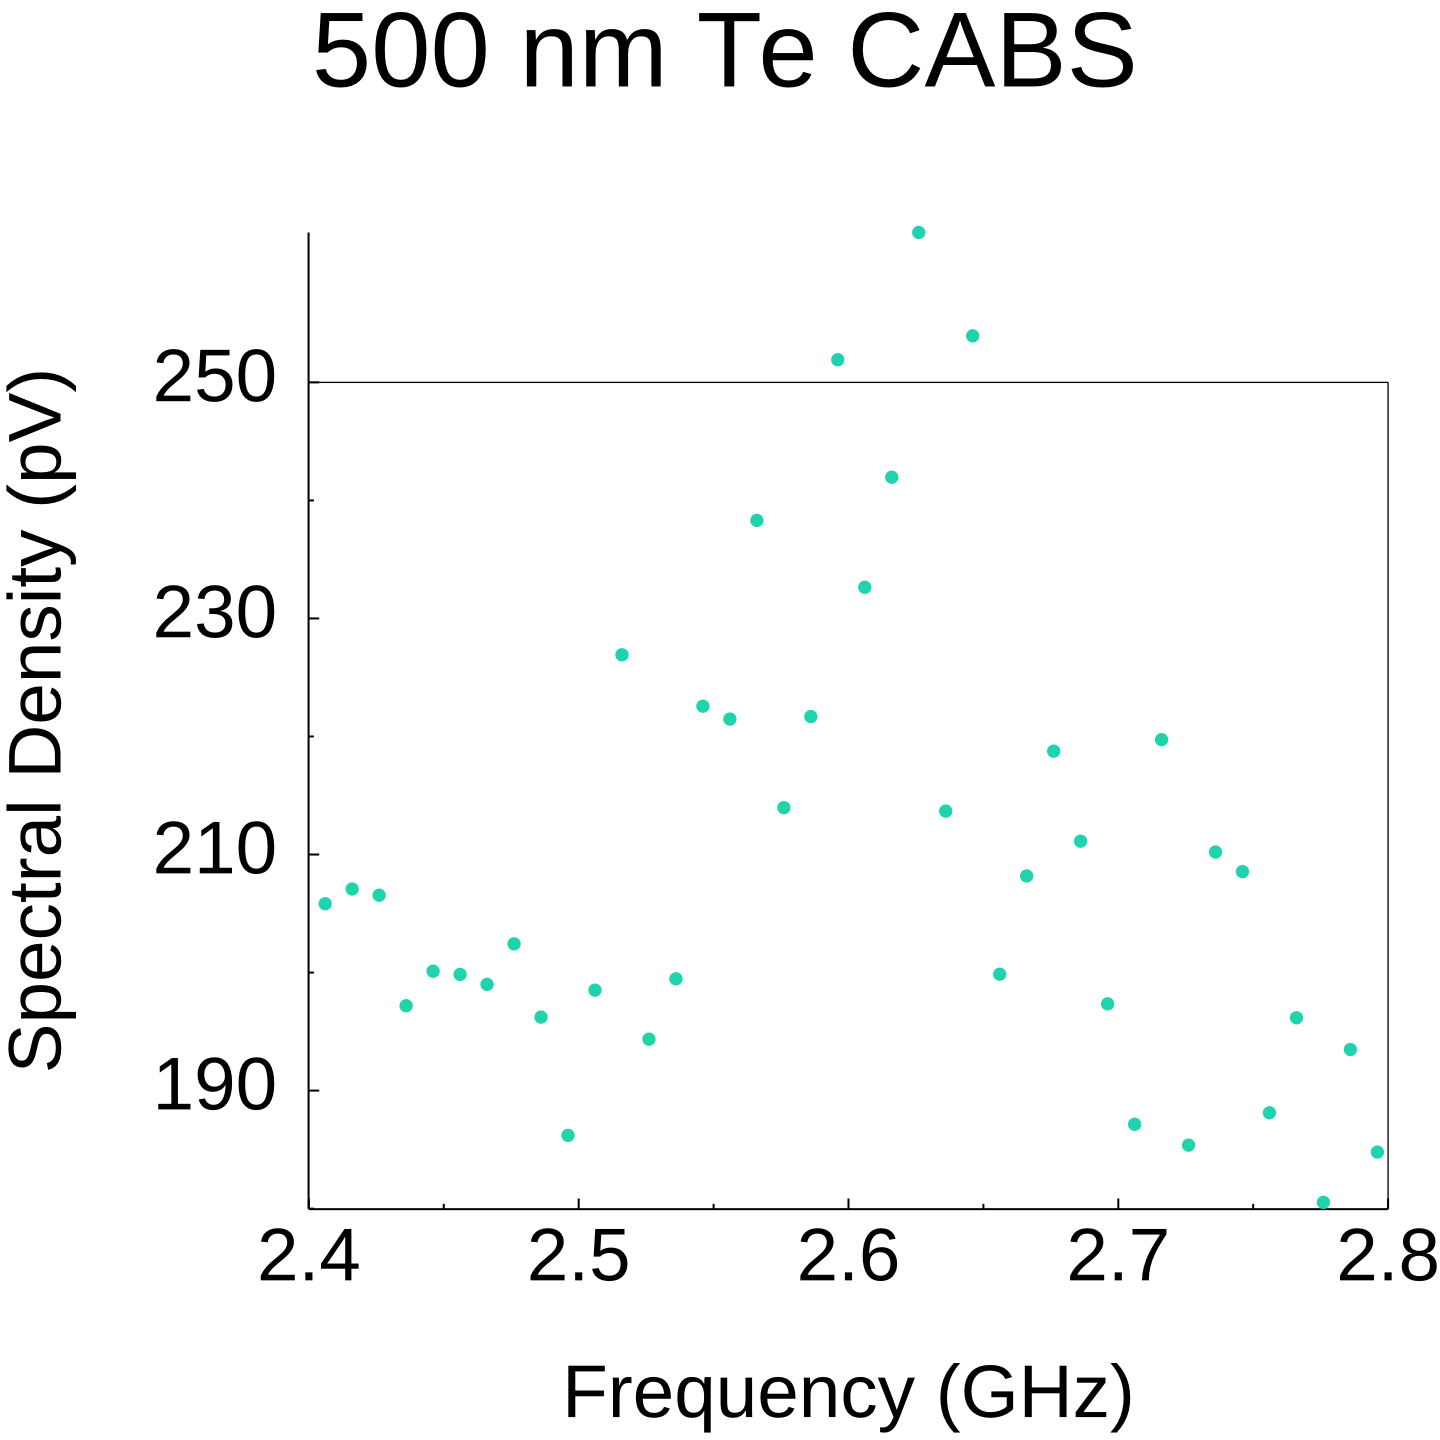 500 nm Te CABS
Spectral Density (pV)
250
230
210
190
2.4 2.5 2.6 2.7 2.8
Frequency (GHz)